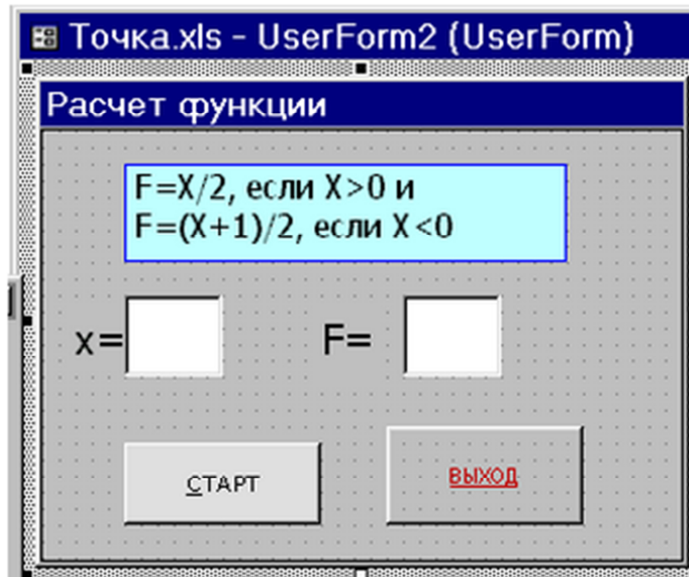 Точка.xls - UserForm2 (UserForm)
Расчет функции
F=X/2, если X>0 и
F=(X+1)/2, если X<0
x=
F=
СТАРТ
ВЫХОД